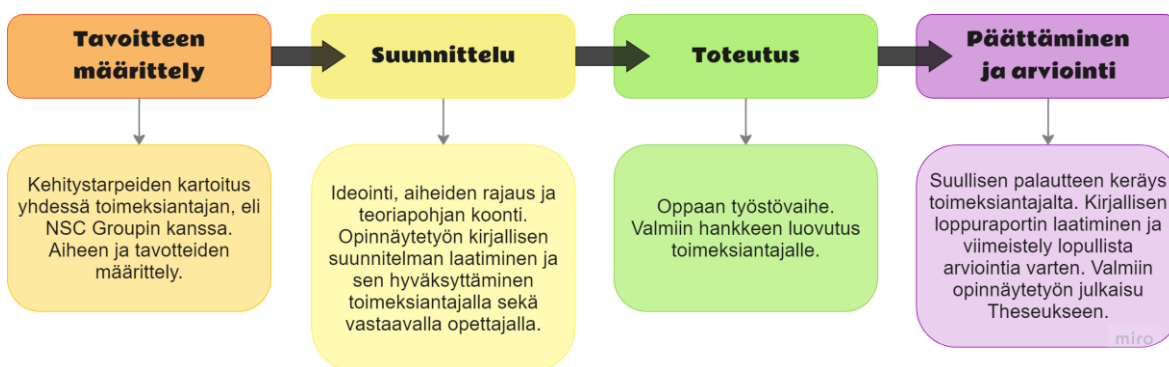 Tavoitteen
määrittely
Suunnittelu
Toteutus
Päättäminen
ja arviointi
Kehitystarpeiden kartoitus
yhdessä toimeksiantajan, eli
NSC Groupin kanssa.
Aiheen ja tavotteiden
määrittely.
Ideointi, aiheiden rajaus ja
teoriapohjan koonti.
Opinnäytetyön kirjallisen
suunnitelman laatiminen ja
sen hyväksyttäminen
toimeksiantajalla sekä
vastaavalla opettajalla.
Oppaan työstövaihe.
Valmiin hankkeen luovutus
toimeksiantajalle.
Suullisen palautteen keräys
toimeksiantajalta. Kirjallisen
loppuraportin laatiminen ja
viimeistely lopullista
arviointia varten. Valmiin
opinnäytetyön julkaisu
Theseukseen.
miro